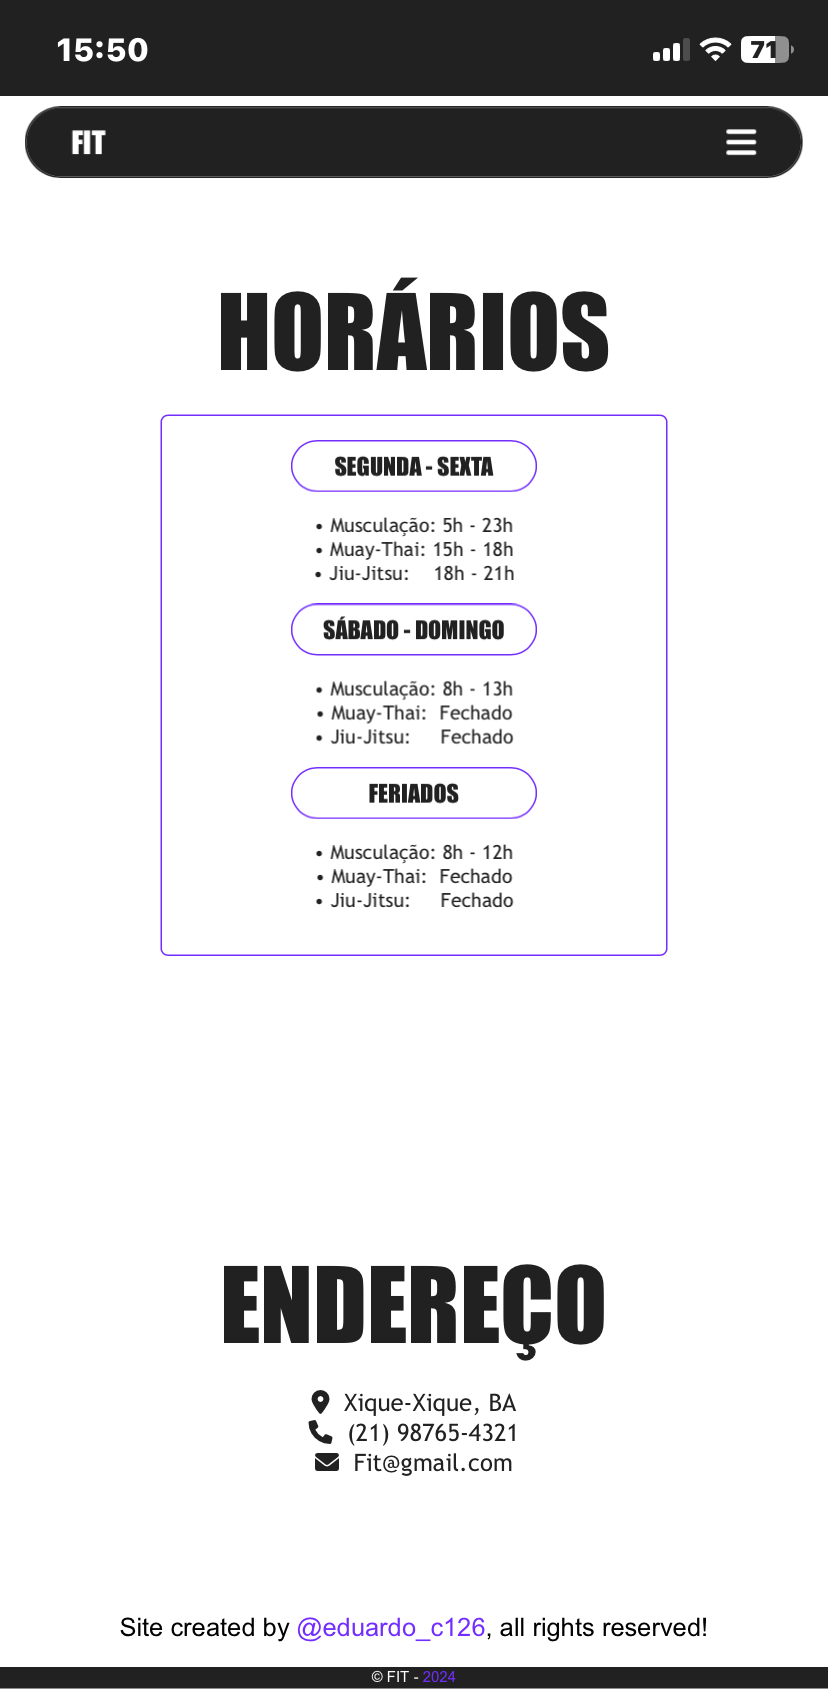 15:50
71
FIT
HORÁRIOS
SEGUNDA - SEXTA
• Musculação: 5h - 23h
• Muay-Thai: 15h - 18h
• Jiu-Jitsu: 18h - 21h
SÁBADO - DOMINGO
• Musculação: 8h - 13h
• Muay-Thai: Fechado
• Jiu-Jitsu: Fechado
FERIADOS
• Musculação: 8h - 12h
• Muay-Thai: Fechado
• Jiu-Jitsu: Fechado
ENDEREÇO
Xique-Xique, BA
(21) 98765-4321
Fit@gmail.com
Site created by @eduardo_c126, all rights reserved!
© FIT - 2024